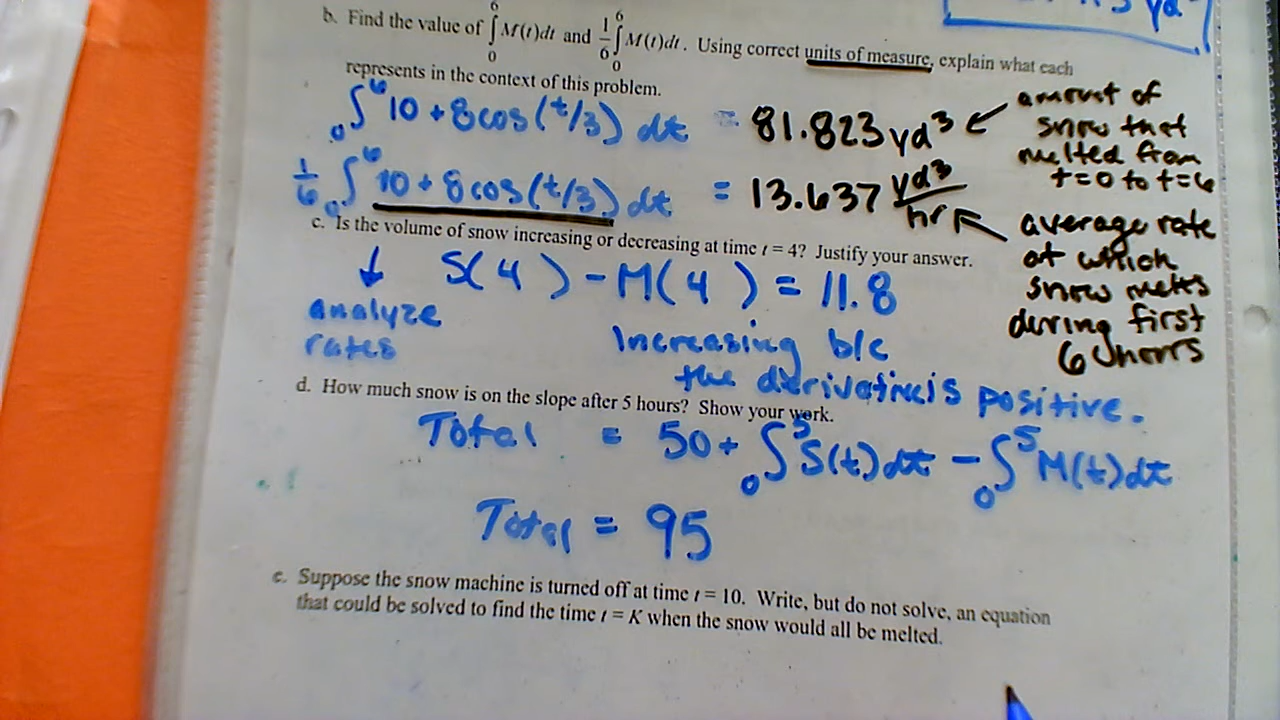 yd
b. Find the value of ∫₀⁶ M(t)dt and 1/6 ∫₀⁶ M(t)dt. Using correct units of measure, explain what each
represents in the context of this problem.
₀∫⁶ 10 + 8cos(t/3) dt = 81.823 yd³ ←
amount of
snow that
melted from
t=0 to t=6
1/6 ₀∫⁶ 10 + 8cos(t/3) dt = 13.637 yd³/hr
average rate
at which
snow melts
during first
6 hours
c. Is the volume of snow increasing or decreasing at time t = 4? Justify your answer.
↓ S(4) - M(4) = 11.8
analyze
rates
Increasing b/c
the derivative is positive.
d. How much snow is on the slope after 5 hours? Show your work.
Total = 50 + ₀∫⁵ S(t)dt - ₀∫⁵ M(t)dt
Total = 95
e. Suppose the snow machine is turned off at time t = 10. Write, but do not solve, an equation
that could be solved to find the time t = K when the snow would all be melted.